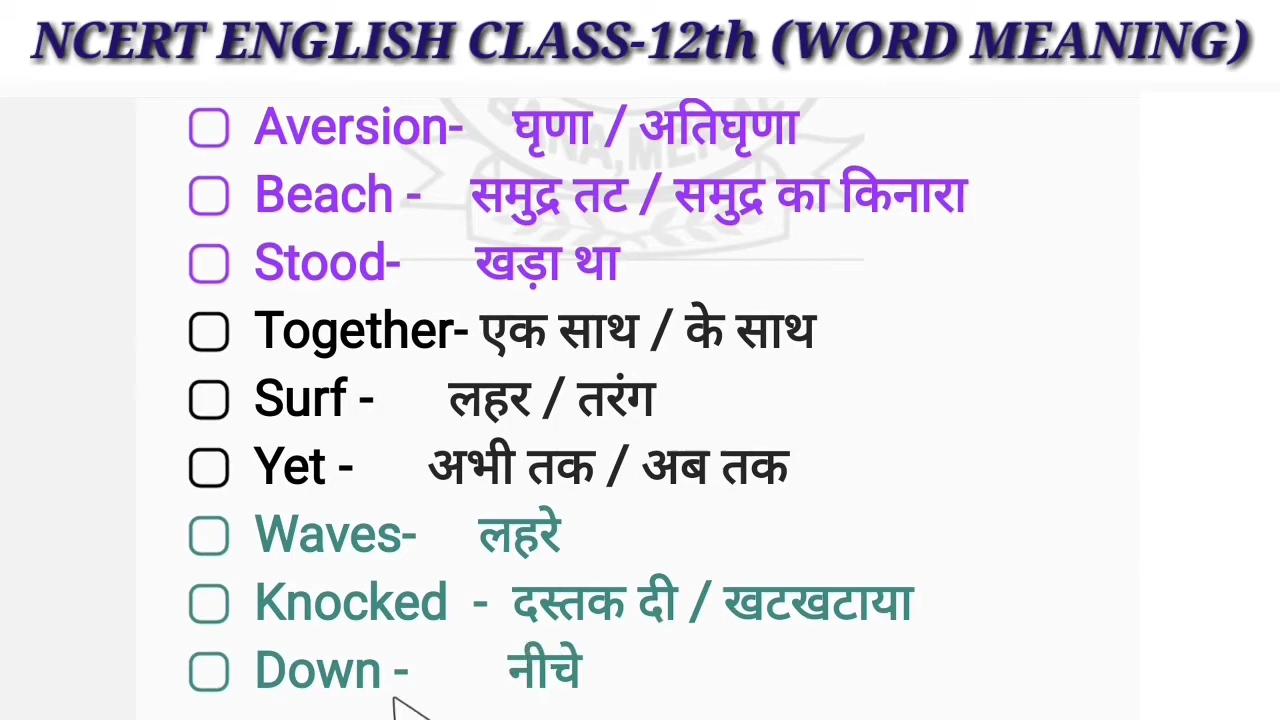 NCERT ENGLISH CLASS-12th (WORD MEANING)
Aversion- घृणा / अतिघृणा
Beach - समुद्र तट / समुद्र का किनारा
Stood- खड़ा था
Together- एक साथ / के साथ
Surf - लहर / तरंग
Yet - अभी तक / अब तक
Waves- लहरे
Knocked - दस्तक दी / खटखटाया
Down - नीचे